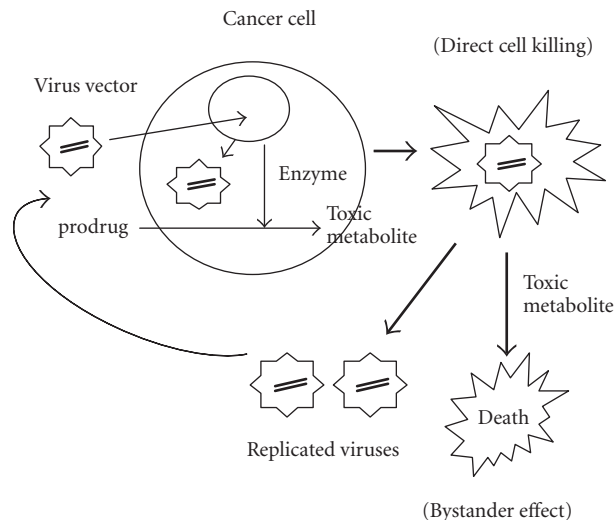 Cancer cell
(Direct cell killing)
Virus vector
Enzyme
prodrug
Toxic
metabolite
Toxic
metabolite
Death
Replicated viruses
(Bystander effect)